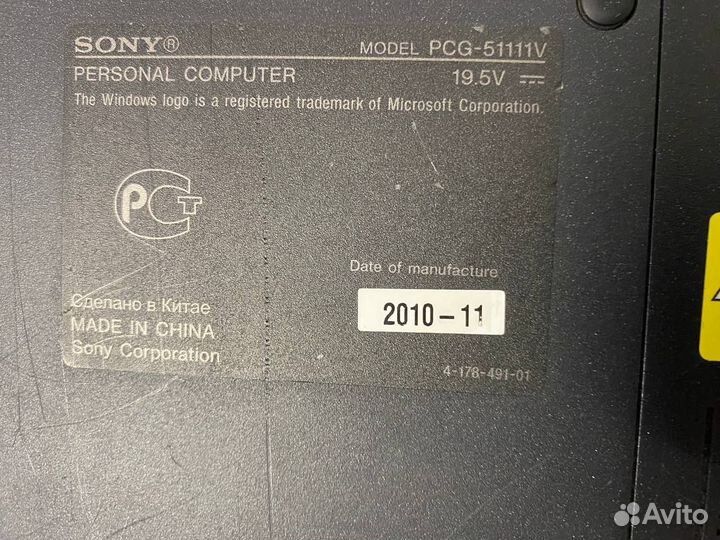 SONY® MODEL PCG-51111V
PERSONAL COMPUTER 19.5V
The Windows logo is a registered trademark of Microsoft Corporation.
РСТ
Date of manufacture
2010-11
Сделано в Китае
MADE IN CHINA
Sony Corporation
4-178-491-01
Avito